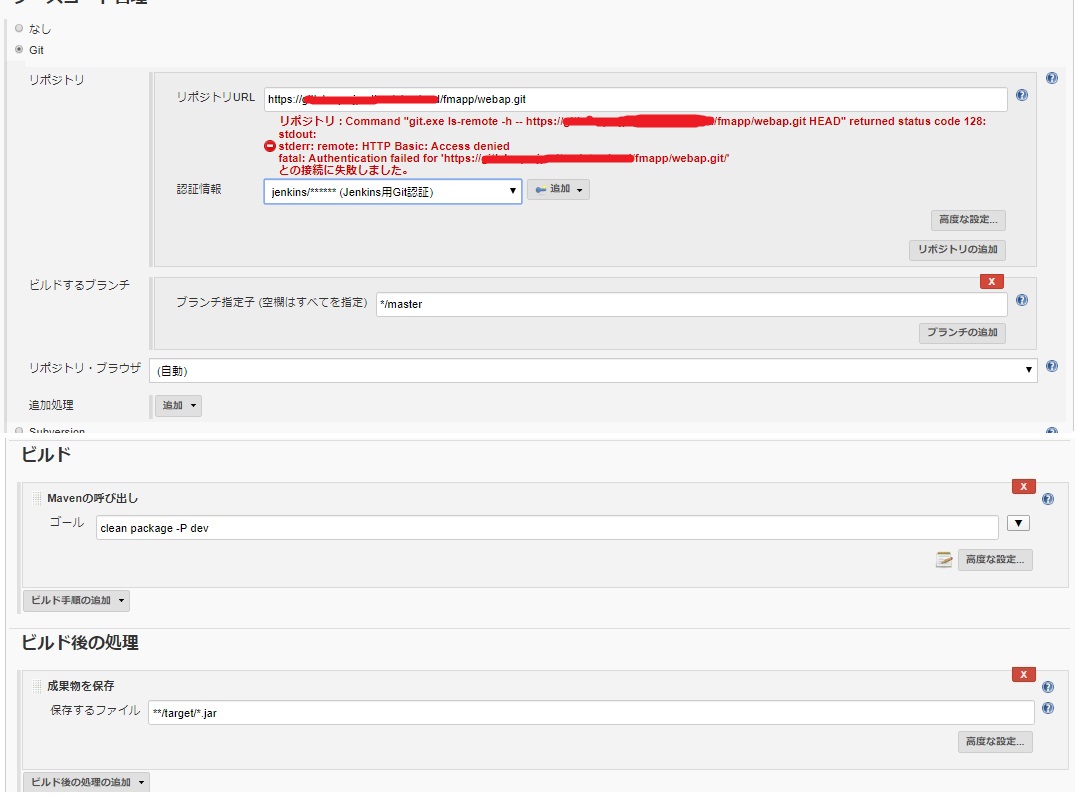 なし
Git
リポジトリ
リポジトリURL https:// /fmapp/webap.git
リポジトリ : Command "git.exe ls-remote -h -- https:// /fmapp/webap.git HEAD" returned status code 128:
stdout:
stderr: remote: HTTP Basic: Access denied
fatal: Authentication failed for 'https:// fmapp/webap.git/'
との接続に失敗しました。
認証情報 jenkins/****** (Jenkins用Git認証) 追加
高度な設定...
リポジトリの追加
ビルドするブランチ
X
ブランチ指定子 (空欄はすべてを指定) */master
ブランチの追加
リポジトリ・ブラウザ (自動)
追加処理 追加
Subversion
ビルド
X
Mavenの呼び出し
ゴール clean package -P dev
高度な設定...
ビルド手順の追加
ビルド後の処理
X
成果物を保存
保存するファイル **/target/*.jar
高度な設定...
ビルド後の処理の追加